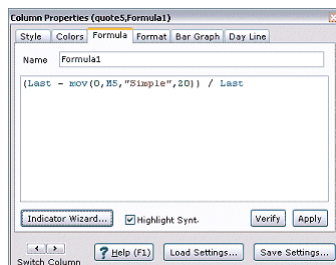 Column Properties (quote5,Formula1)
Style Colors Formula Format Bar Graph Day Line
Name Formula1
(Last - mov(0,M5,"Simple",20)) / Last
Indicator Wizard... Highlight Synt. Verify Apply
Switch Column Help (F1) Load Settings... Save Settings...